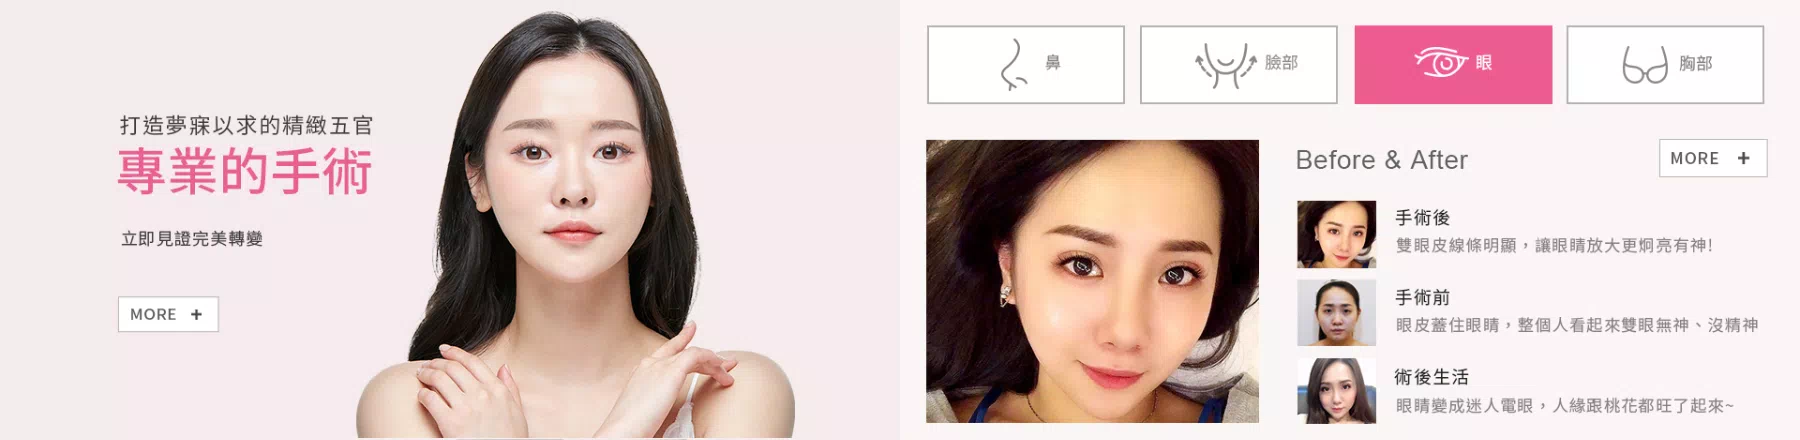 打造夢寐以求的精緻五官
專業的手術
立即見證完美轉變
MORE +
鼻
臉部
眼
胸部
Before & After
MORE +
手術後
雙眼皮線條明顯，讓眼睛放大更炯亮有神!
手術前
眼皮蓋住眼睛，整個人看起來雙眼無神、沒精神
術後生活
眼睛變成迷人電眼，人緣跟桃花都旺了起來~